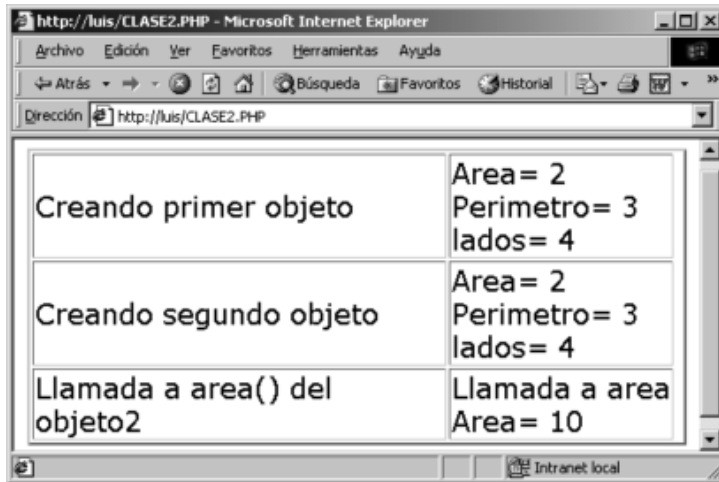 http://luis/CLASE2.PHP - Microsoft Internet Explorer
Archivo Edición Ver Favoritos Herramientas Ayuda
Atrás Búsqueda Favoritos Historial
Dirección http://luis/CLASE2.PHP
Creando primer objeto
Area= 2
Perimetro= 3
lados= 4
Creando segundo objeto
Area= 2
Perimetro= 3
lados= 4
Llamada a area() del
objeto2
Llamada a area
Area= 10
Intranet local